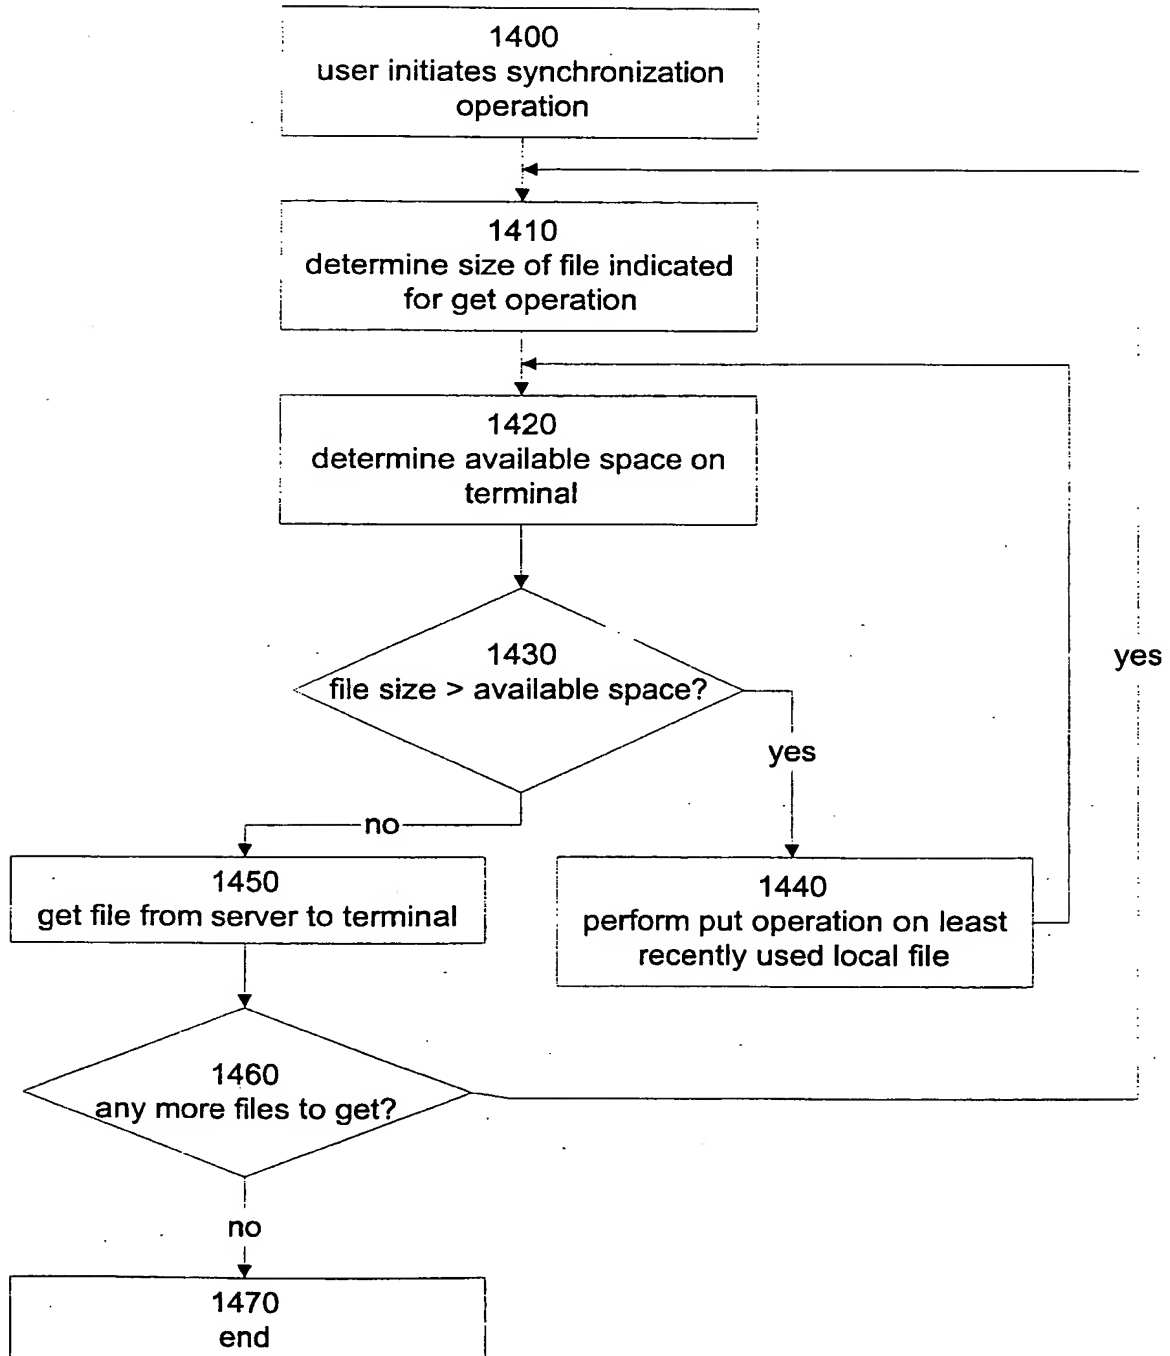 1400
user initiates synchronization
operation
1410
determine size of file indicated
for get operation
1420
determine available space on
terminal
1430
file size > available space?
yes
yes
no
1450
get file from server to terminal
1440
perform put operation on least
recently used local file
1460
any more files to get?
no
1470
end